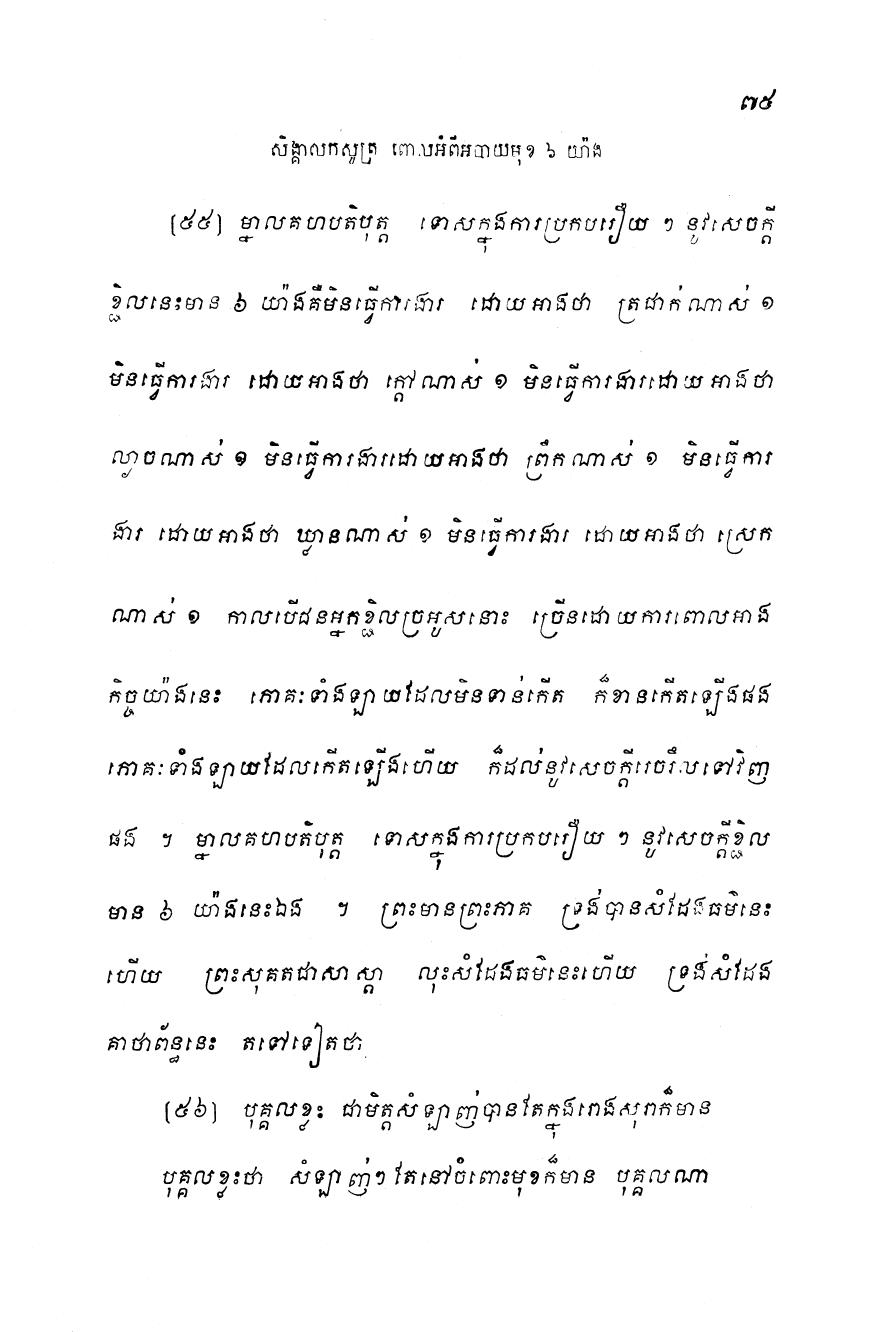 ៧៥
សិង្គាលកសូត្រ ពោលអំពីអបាយមុខ ៦ យ៉ាង
(៥៥) ម្នាលគហបតិបុត្ត ទោសក្នុងការប្រកបរឿយ ៗ នូវសេចក្តី
ខ្ជិលនេះមាន ៦ យ៉ាងគឺមិនធ្វើការងារ ដោយអាងថា ត្រជាក់ណាស់ ១
មិនធ្វើការងារ ដោយអាងថា ក្តៅណាស់ ១ មិនធ្វើការងារដោយអាងថា
ល្ងាចណាស់ ១ មិនធ្វើការងារដោយអាងថា ព្រឹកណាស់ ១ មិនធ្វើការ
ងារ ដោយអាងថា ឃ្លានណាស់ ១ មិនធ្វើការងារ ដោយអាងថា ស្រេក
ណាស់ ១ កាលបើជនអ្នកខ្ជិលច្រអូសនោះ ច្រើនដោយការពោលអាង
កិច្ចយ៉ាងនេះ ភោគៈទាំងឡាយដែលមិនទាន់កើត ក៏ខានកើតឡើងផង
ភោគៈទាំងឡាយដែលកើតឡើងហើយ ក៏ដល់នូវសេចក្តីរេចរឹលទៅវិញ
ផង ។ ម្នាលគហបតិបុត្ត ទោសក្នុងការប្រកបរឿយ ៗ នូវសេចក្តីខ្ជិល
មាន ៦ យ៉ាងនេះឯង ។ ព្រះមានព្រះភាគ ទ្រង់បានសំដែងធម៌នេះ
ហើយ ព្រះសុគតជាសាស្តា លុះសំដែងធម៌នេះហើយ ទ្រង់សំដែង
គាថាព័ន្ធនេះ តទៅទៀតថា
(៥៦) បុគ្គលខ្លះ ជាមិត្តសំឡាញ់បានតែក្នុងរោងសុរាក៏មាន
បុគ្គលខ្លះថា សំឡាញ់ៗ តែនៅចំពោះមុខក៏មាន បុគ្គលណា